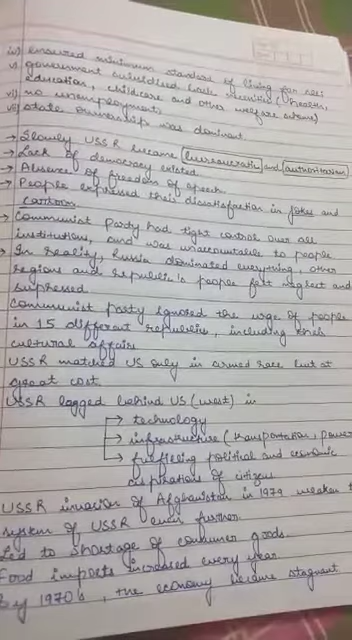 iv) ensured minimum standard of living for all
v) government subsidised basic necessities (health,
education, childcare and other welfare scheme)
vi) no unemployment
vii) state ownership was dominant
→ Slowly USSR became bureaucratic and authoritarian
→ Lack of democracy existed
→ Absence of freedom of speech
→ People expressed their dissatisfaction in jokes and
cartoon
→ Communist Party had tight control over all
institutions, and was unaccountable to people
→ In reality, Russia dominated everything, other
regions and republic's people felt neglect and
supressed
Communist party ignored the urge of people
in 15 different republics, including their
cultural affairs
USSR matched US only in armed race but at
great cost
USSR lagged behind US (west) in
→ technology
→ infrastructure (transportation, power
→ fulfilling political and economic
aspirations of citizens
USSR invasion of Afghanistan in 1979 weaken
system of USSR even further.
Led to shortage of consumer goods.
Food imports increased every year
By 1970s, the economy became stagnant